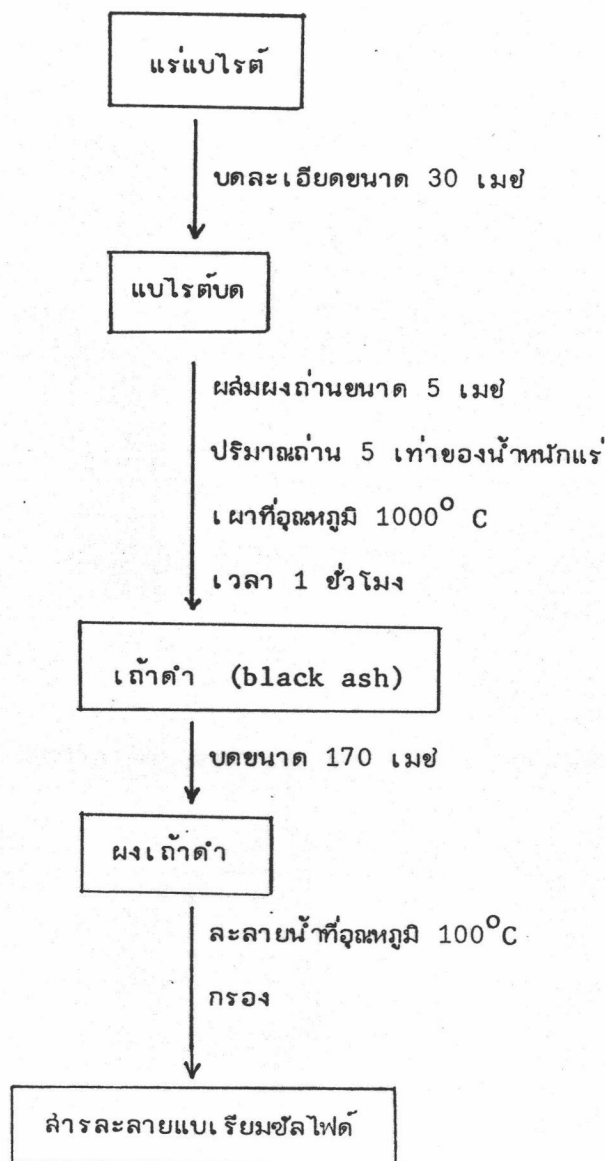 แร่แบไรต์
บดละเอียดขนาด 30 เมช
แบไรต์บด
ผสมผงถ่านขนาด 5 เมช
ปริมาณถ่าน 5 เท่าของน้ำหนักแร่
เผาที่อุณหภูมิ 1000° C
เวลา 1 ชั่วโมง
เถ้าดำ (black ash)
บดขนาด 170 เมช
ผงเถ้าดำ
ละลายน้ำที่อุณหภูมิ 100°C
กรอง
สารละลายแบเรียมซัลไฟด์